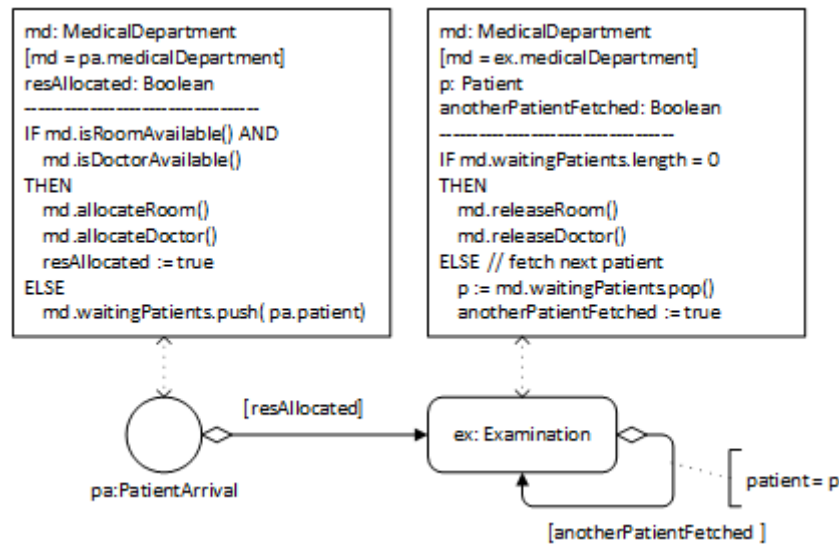 md: MedicalDepartment
[md = pa.medicalDepartment]
resAllocated: Boolean
------------------------------------
IF md.isRoomAvailable() AND
md.isDoctorAvailable()
THEN
md.allocateRoom()
md.allocateDoctor()
resAllocated := true
ELSE
md.waitingPatients.push( pa.patient)
md: MedicalDepartment
[md = ex.medicalDepartment]
p: Patient
anotherPatientFetched: Boolean
------------------------------------
IF md.waitingPatients.length = 0
THEN
md.releaseRoom()
md.releaseDoctor()
ELSE // fetch next patient
p := md.waitingPatients.pop()
anotherPatientFetched := true
[resAllocated]
ex: Examination
pa:PatientArrival
patient = p
[anotherPatientFetched ]